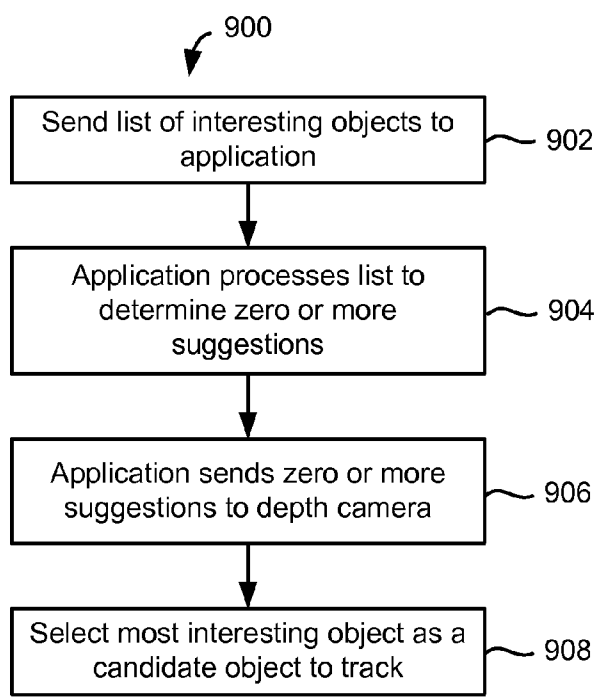 900
Send list of interesting objects to
application
902
Application processes list to
determine zero or more
suggestions
904
Application sends zero or more
suggestions to depth camera
906
Select most interesting object as a
candidate object to track
908